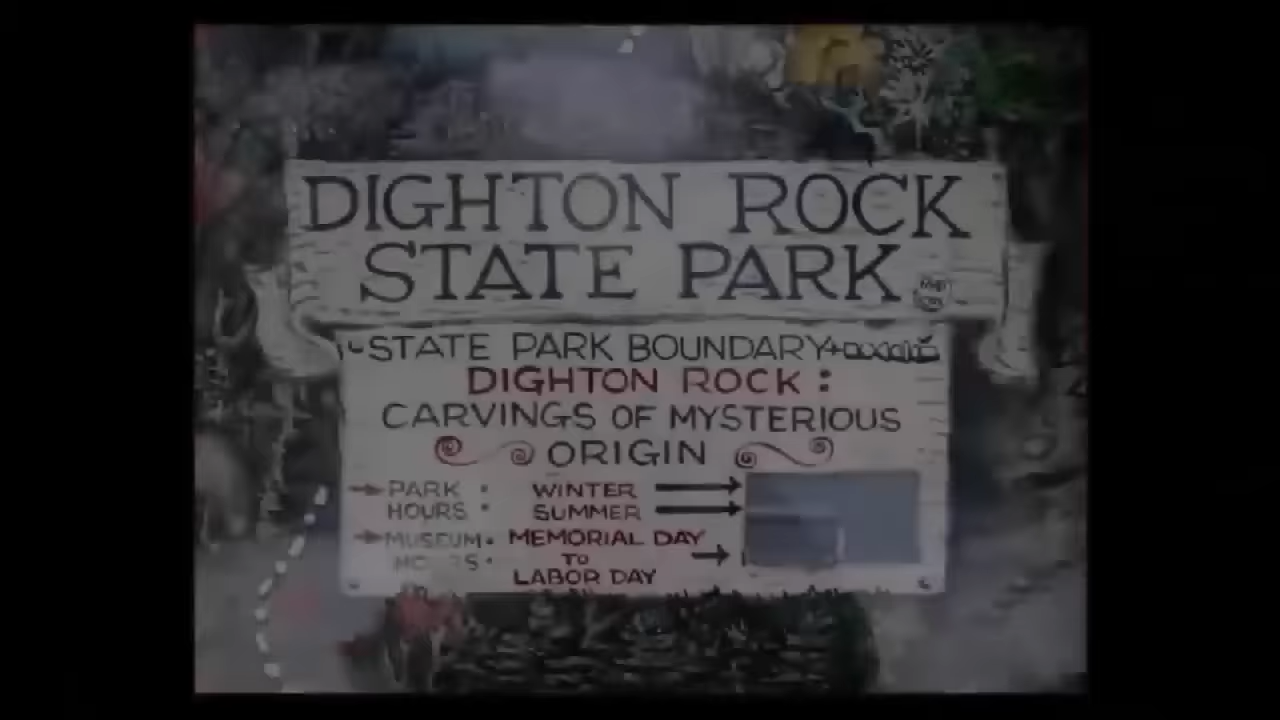 DIGHTON ROCK
STATE PARK
STATE PARK BOUNDARY
DIGHTON ROCK:
CARVINGS OF MYSTERIOUS
ORIGIN
PARK : WINTER
HOURS SUMMER
MUSEUM: MEMORIAL DAY
TO
LABOR DAY